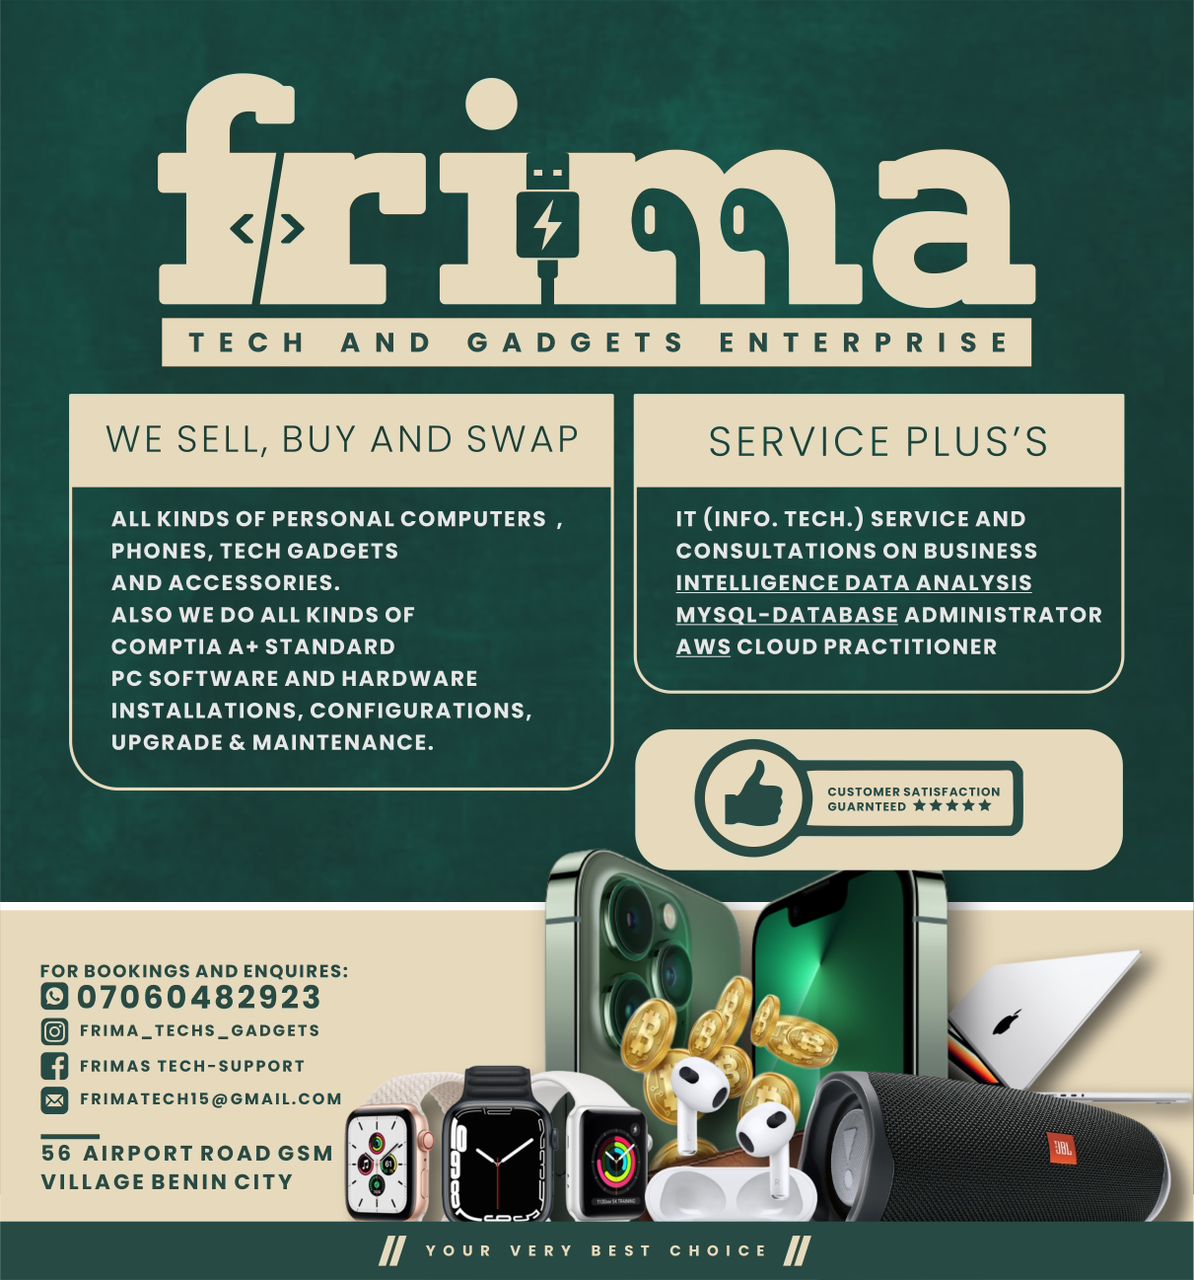 frima
TECH AND GADGETS ENTERPRISE
WE SELL, BUY AND SWAP
ALL KINDS OF PERSONAL COMPUTERS ,
PHONES, TECH GADGETS
AND ACCESSORIES.
ALSO WE DO ALL KINDS OF
COMPTIA A+ STANDARD
PC SOFTWARE AND HARDWARE
INSTALLATIONS, CONFIGURATIONS,
UPGRADE & MAINTENANCE.
SERVICE PLUS'S
IT (INFO. TECH.) SERVICE AND
CONSULTATIONS ON BUSINESS
INTELLIGENCE DATA ANALYSIS
MYSQL-DATABASE ADMINISTRATOR
AWS CLOUD PRACTITIONER
CUSTOMER SATISFACTION
GUARNTEED ★★★★★
FOR BOOKINGS AND ENQUIRES:
07060482923
FRIMA_TECHS_GADGETS
FRIMAS TECH-SUPPORT
FRIMATECH15@GMAIL.COM
56 AIRPORT ROAD GSM
VILLAGE BENIN CITY
JBL
// YOUR VERY BEST CHOICE //